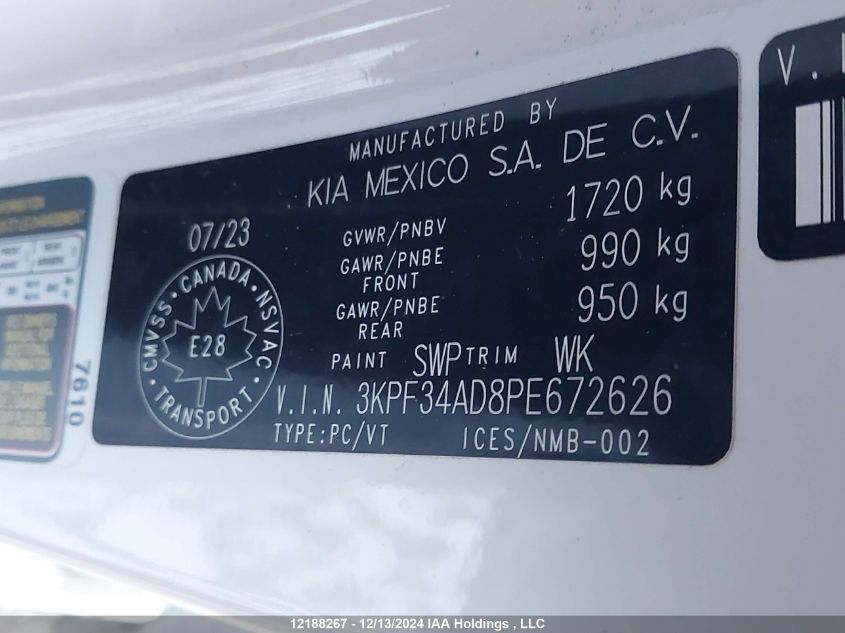 MANUFACTURED BY
KIA MEXICO S.A. DE C.V.
07/23
GVWR/PNBV 1720 kg
GAWR/PNBE FRONT 990 kg
GAWR/PNBE REAR 950 kg
PAINT SWP TRIM WK
V.I.N. 3KPF34AD8PE672626
TYPE:PC/VT ICES/NMB-002
CMVSS · CANADA · NSVAC · TRANSPORT ·
E28
7610
V.
12188267 - 12/13/2024 IAA Holdings , LLC